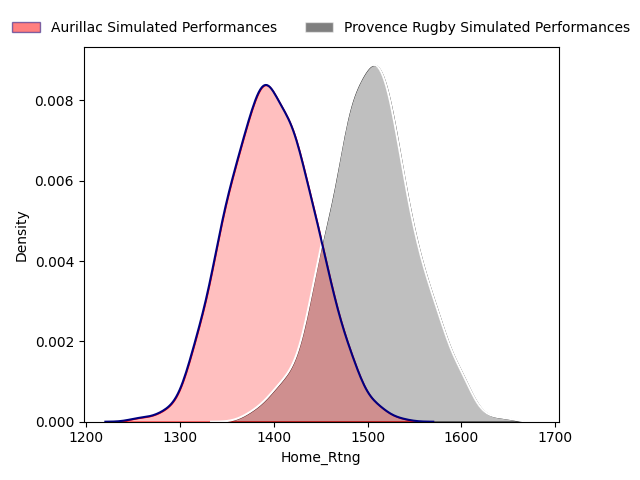 Aurillac Simulated Performances Provence Rugby Simulated Performances
0.008
0.006
0.004
0.002
0.000
Density
1200 1300 1400 1500 1600 1700
Home_Rtng